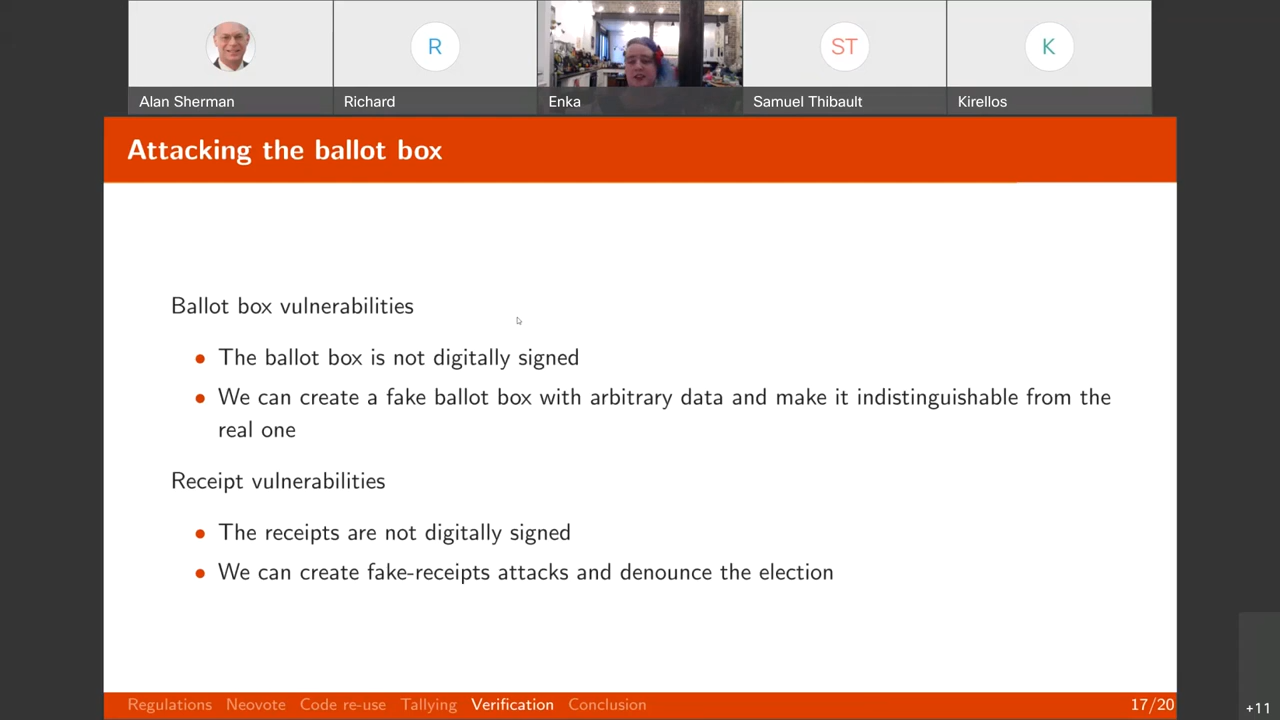 R
ST
K
Alan Sherman
Richard
Enka
Samuel Thibault
Kirellos
Attacking the ballot box
Ballot box vulnerabilities
• The ballot box is not digitally signed
• We can create a fake ballot box with arbitrary data and make it indistinguishable from the
real one
Receipt vulnerabilities
• The receipts are not digitally signed
• We can create fake-receipts attacks and denounce the election
Regulations Neovote Code re-use Tallying Verification Conclusion
17/20
+11